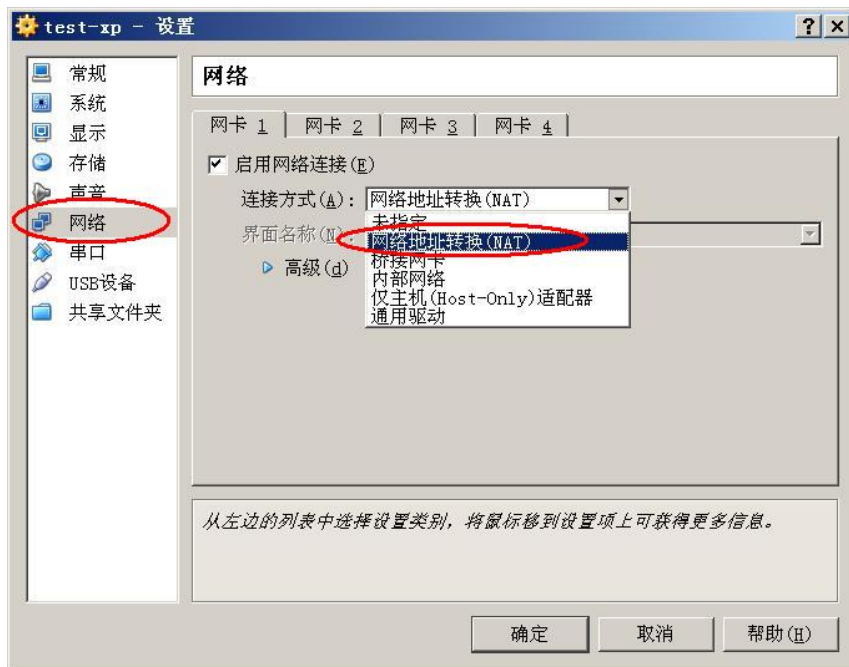 test-xp - 设置
常规
系统
显示
存储
声音
网络
串口
USB设备
共享文件夹
网络
网卡 1
网卡 2
网卡 3
网卡 4
启用网络连接(E)
连接方式(A): 网络地址转换(NAT)
界面名称(N):
未指定
网络地址转换(NAT)
桥接网卡
内部网络
仅主机(Host-Only)适配器
通用驱动
高级(d)
从左边的列表中选择设置类别，将鼠标移到设置项上可获得更多信息。
确定
取消
帮助(H)